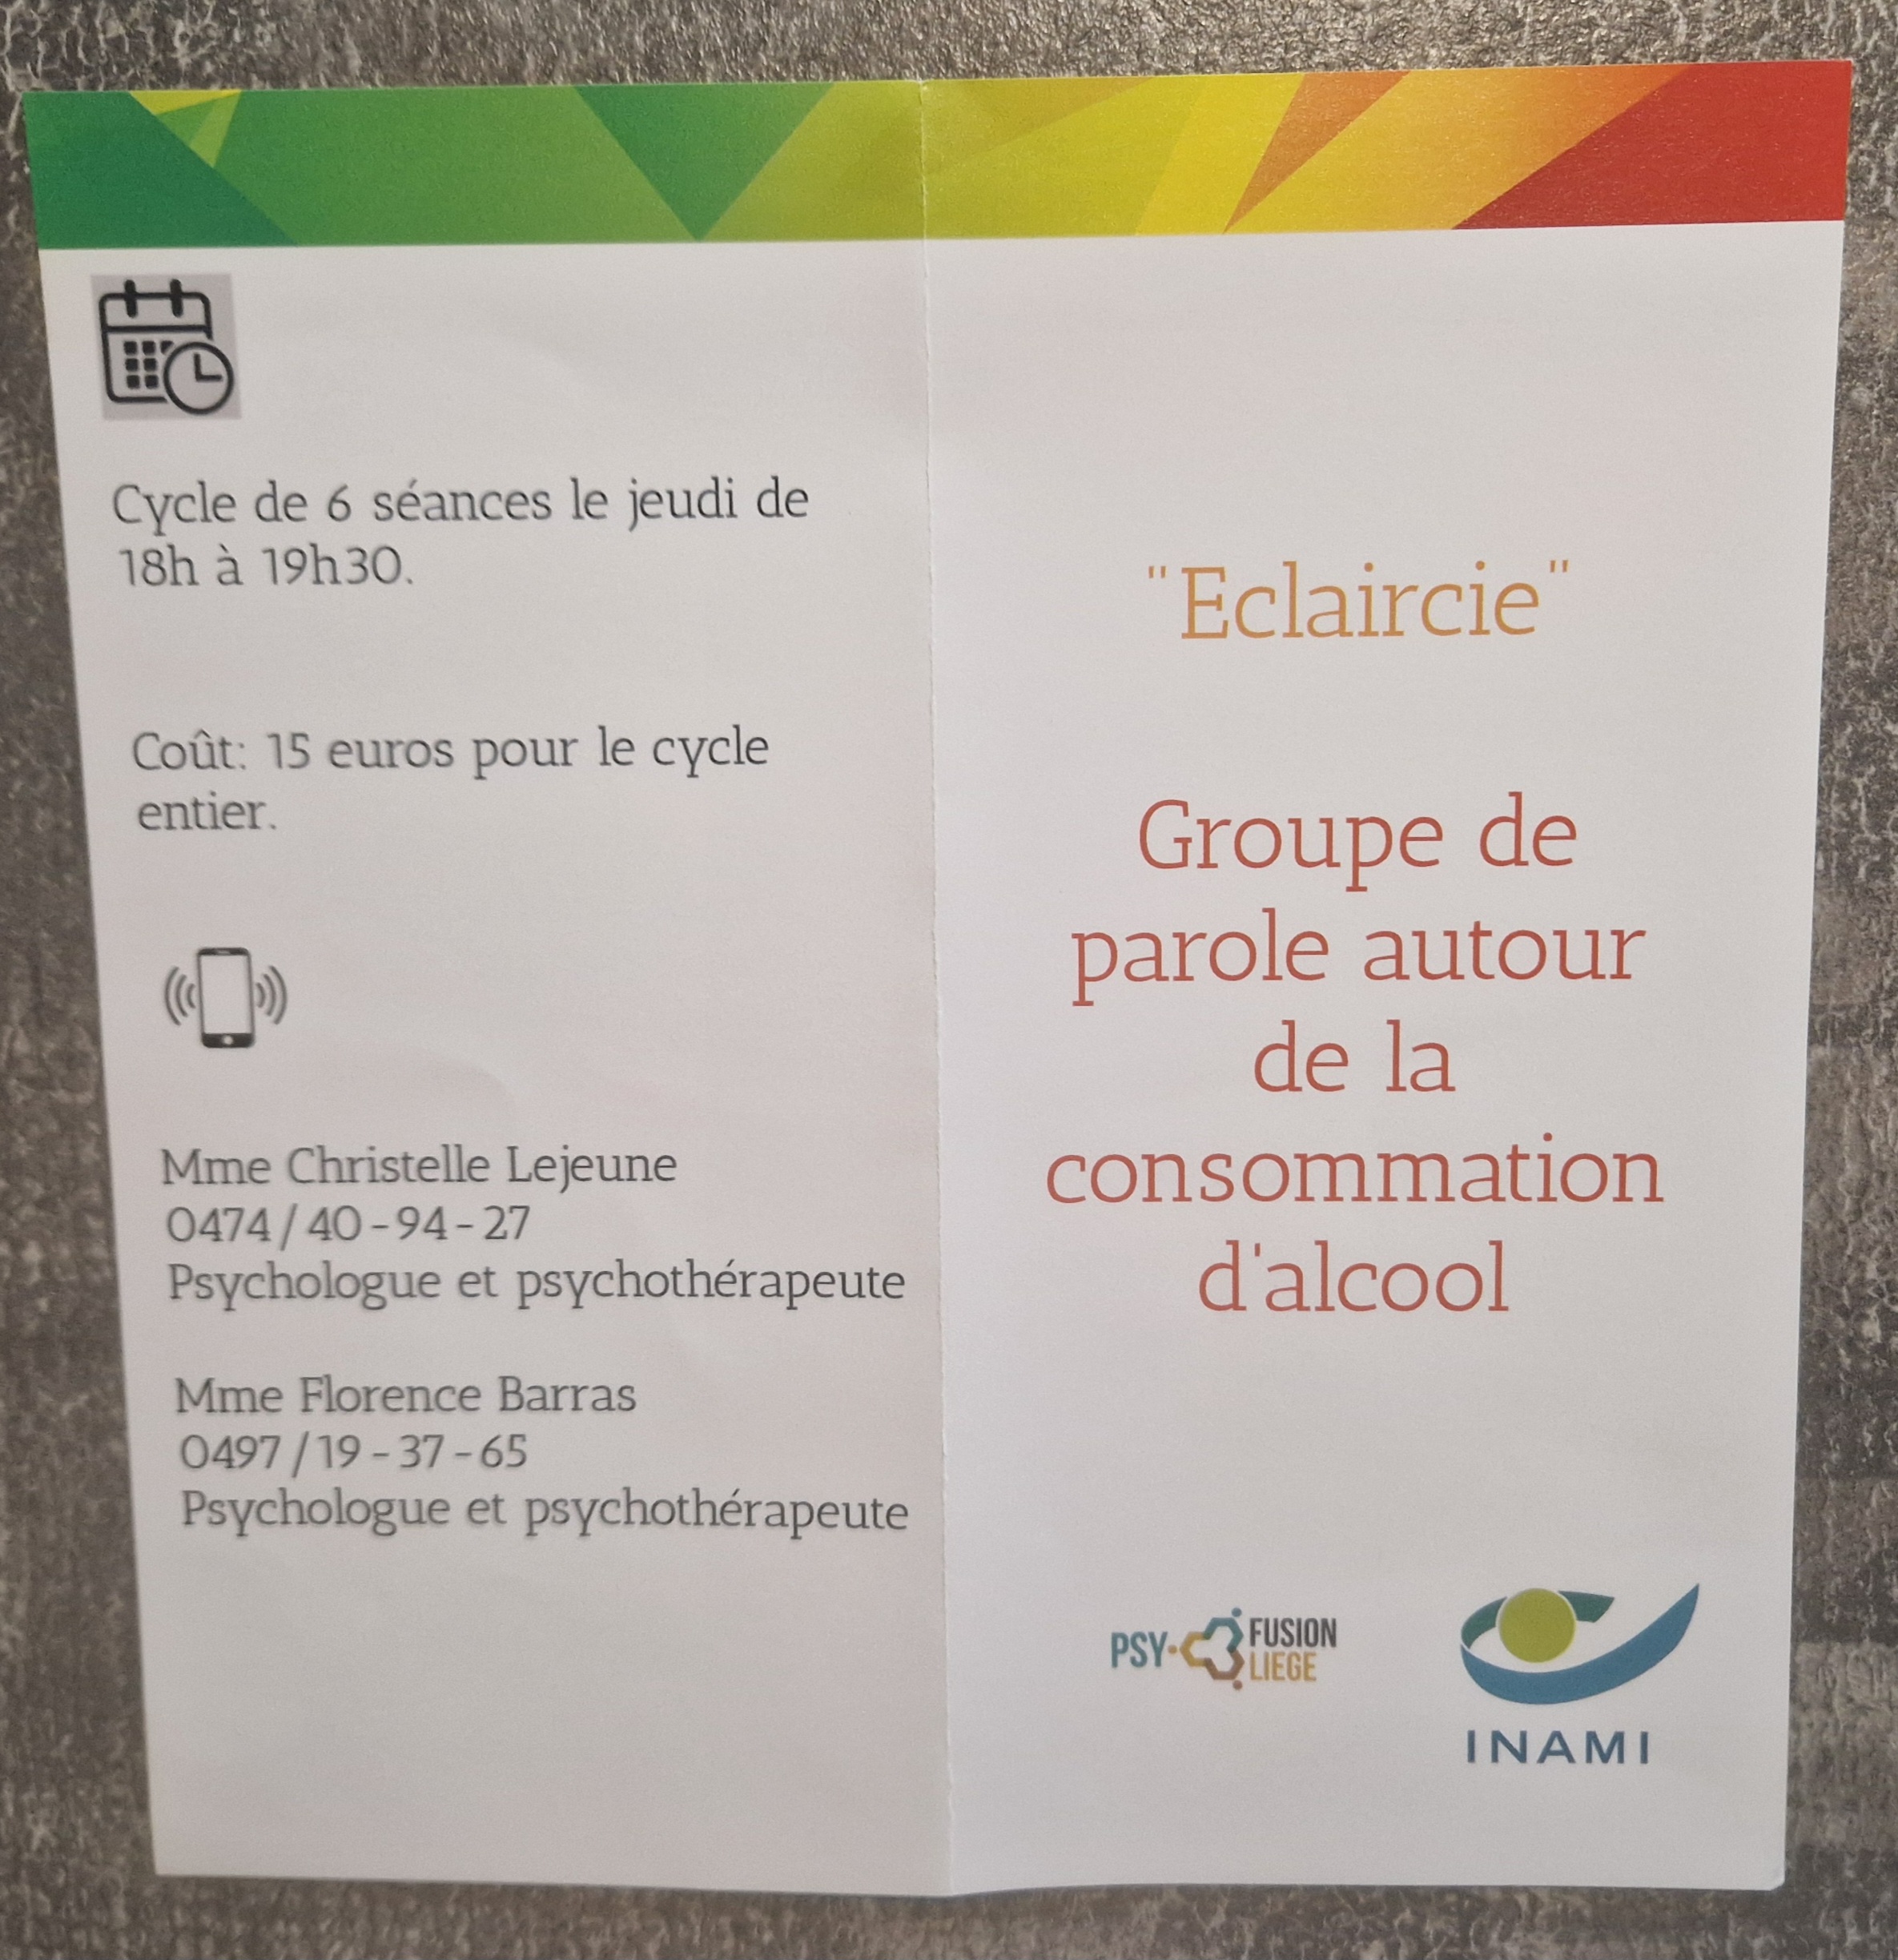 Cycle de 6 séances le jeudi de
18h à 19h30.
Coût: 15 euros pour le cycle
entier.
Mme Christelle Lejeune
0474/40-94-27
Psychologue et psychothérapeute
Mme Florence Barras
0497/19-37-65
Psychologue et psychothérapeute
"Eclaircie"
Groupe de
parole autour
de la
consommation
d'alcool
PSY FUSION
LIEGE
INAMI